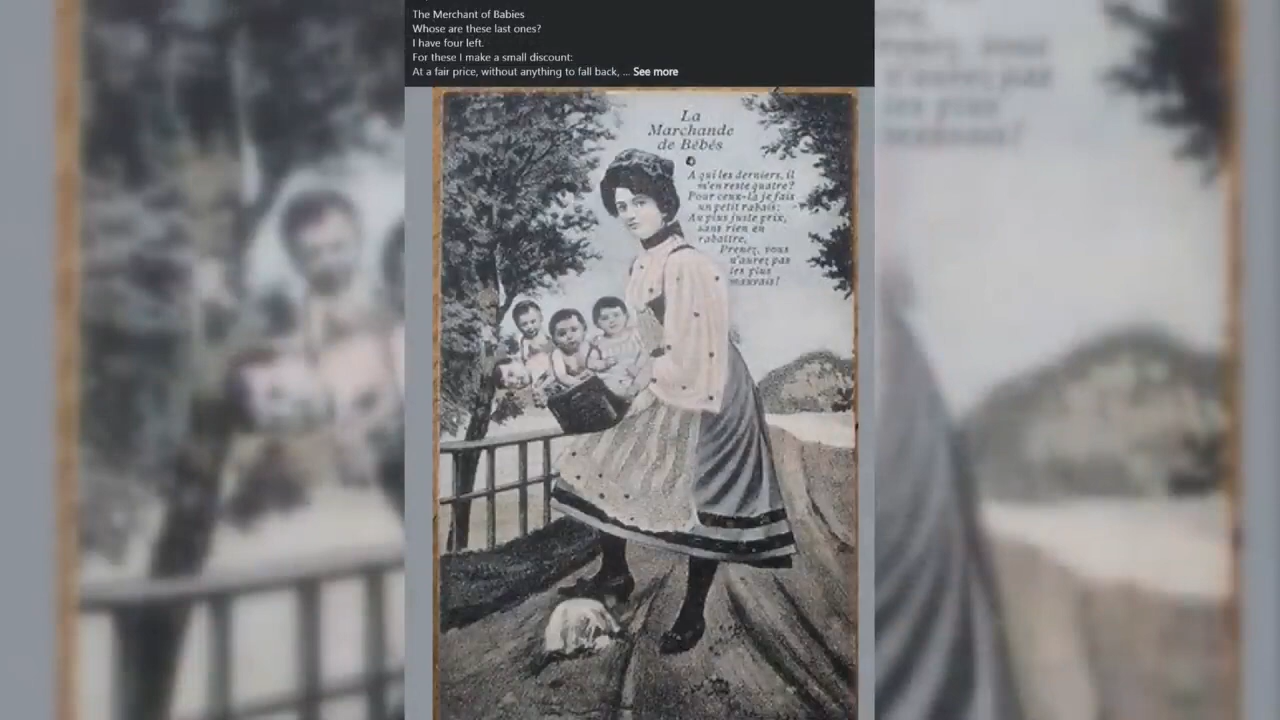 The Merchant of Babies
Whose are these last ones?
I have four left.
For these I make a small discount:
At a fair price, without anything to fall back, ... See more
La
Marchande
de Bébés
A qui les derniers, il
m'en reste quatre?
Pour ceux-là je fais
un petit rabais:
Au plus juste prix,
sans rien en
rabattre,
Prenez, vous
n'aurez pas
les plus
mauvais!